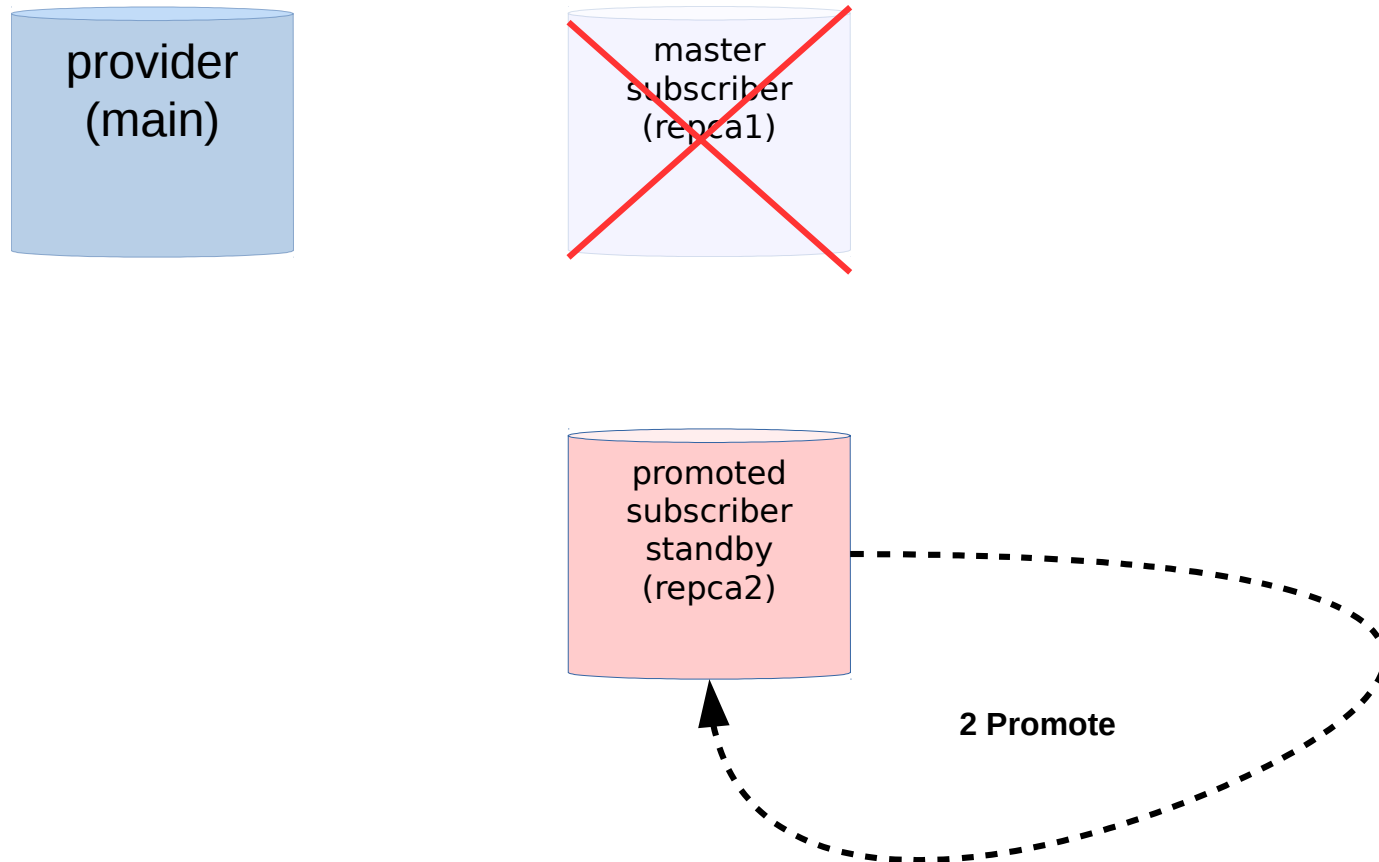 provider
(main)
master
subscriber
(repca1)
promoted
subscriber
standby
(repca2)
2 Promote